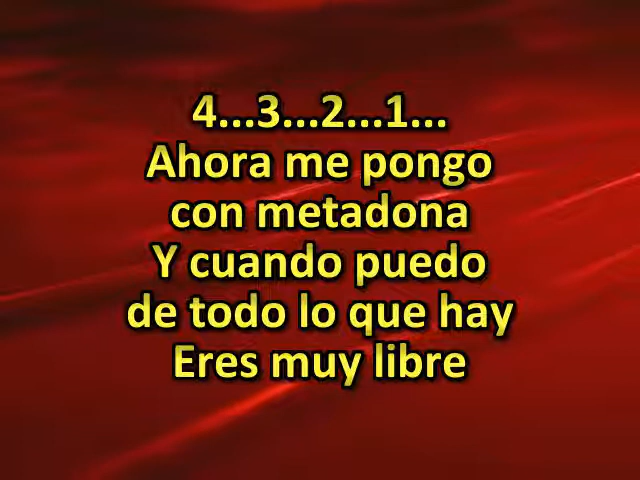 4...3...2...1...
Ahora me pongo
con metadona
Y cuando puedo
de todo lo que hay
Eres muy libre